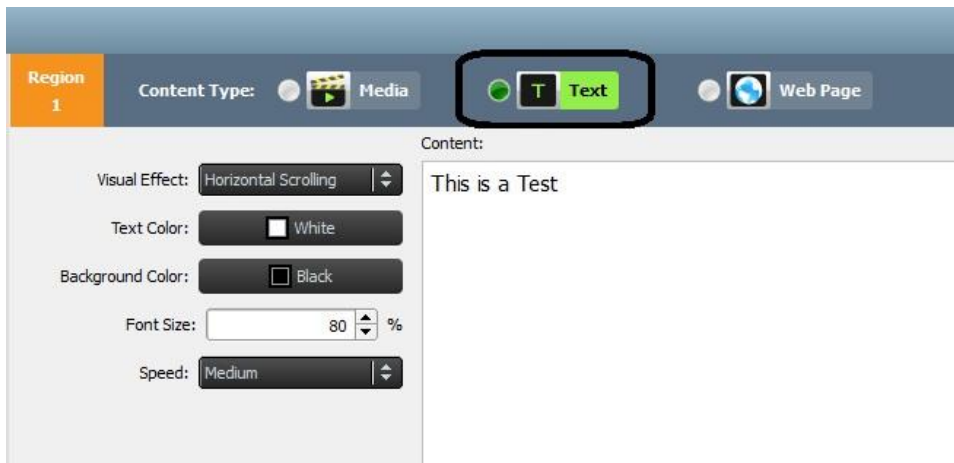 Region
1
Content Type:
Media
T
Text
Web Page
Content:
Visual Effect: Horizontal Scrolling
This is a Test
Text Color: White
Background Color: Black
Font Size: 80 %
Speed: Medium